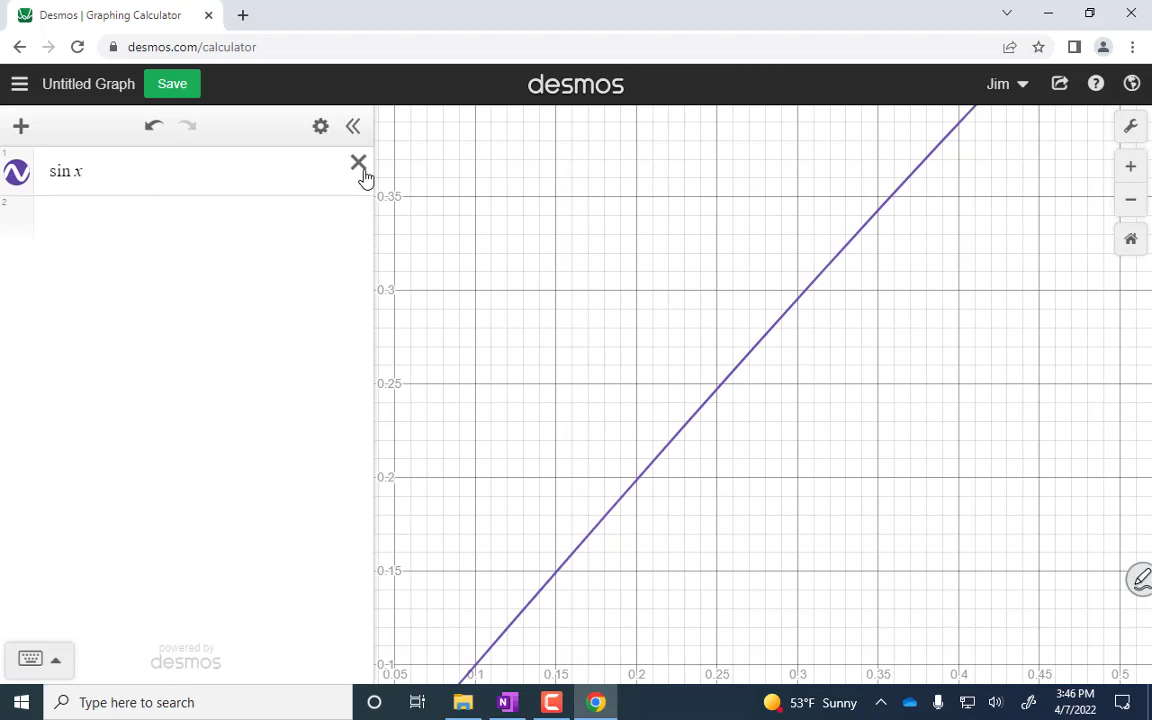 Desmos | Graphing Calculator
desmos.com/calculator
Untitled Graph
Save
desmos
Jim
1
sin x
2
0.35
0.3
0.25
0.2
0.15
0.1
0.05
0.1
0.15
0.2
0.25
0.3
0.35
0.4
0.45
0.5
powered by
desmos
Type here to search
53°F Sunny
3:46 PM
4/7/2022